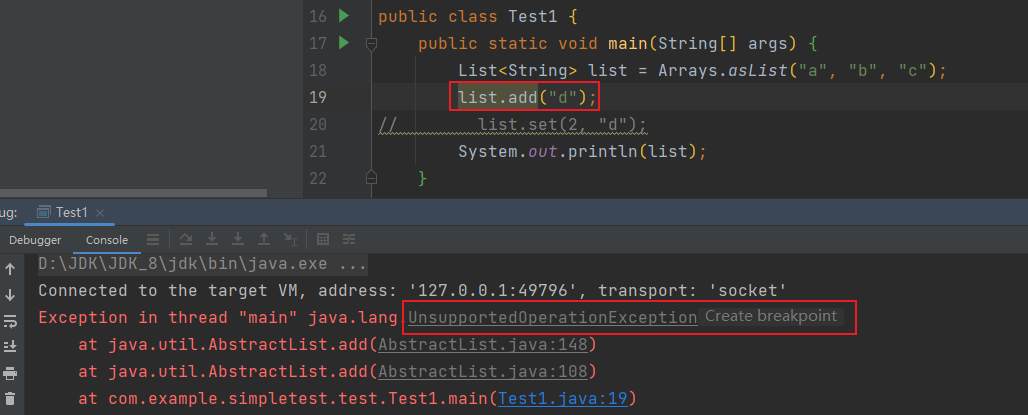 16 public class Test1 {
17 public static void main(String[] args) {
18 List<String> list = Arrays.asList("a", "b", "c");
19 list.add("d");
20 // list.set(2, "d");
21 System.out.println(list);
22 }
ug: Test1 ×
Debugger Console
D:\JDK\JDK_8\jdk\bin\java.exe ...
Connected to the target VM, address: '127.0.0.1:49796', transport: 'socket'
Exception in thread "main" java.lang.UnsupportedOperationException Create breakpoint
at java.util.AbstractList.add(AbstractList.java:148)
at java.util.AbstractList.add(AbstractList.java:108)
at com.example.simpletest.test.Test1.main(Test1.java:19)